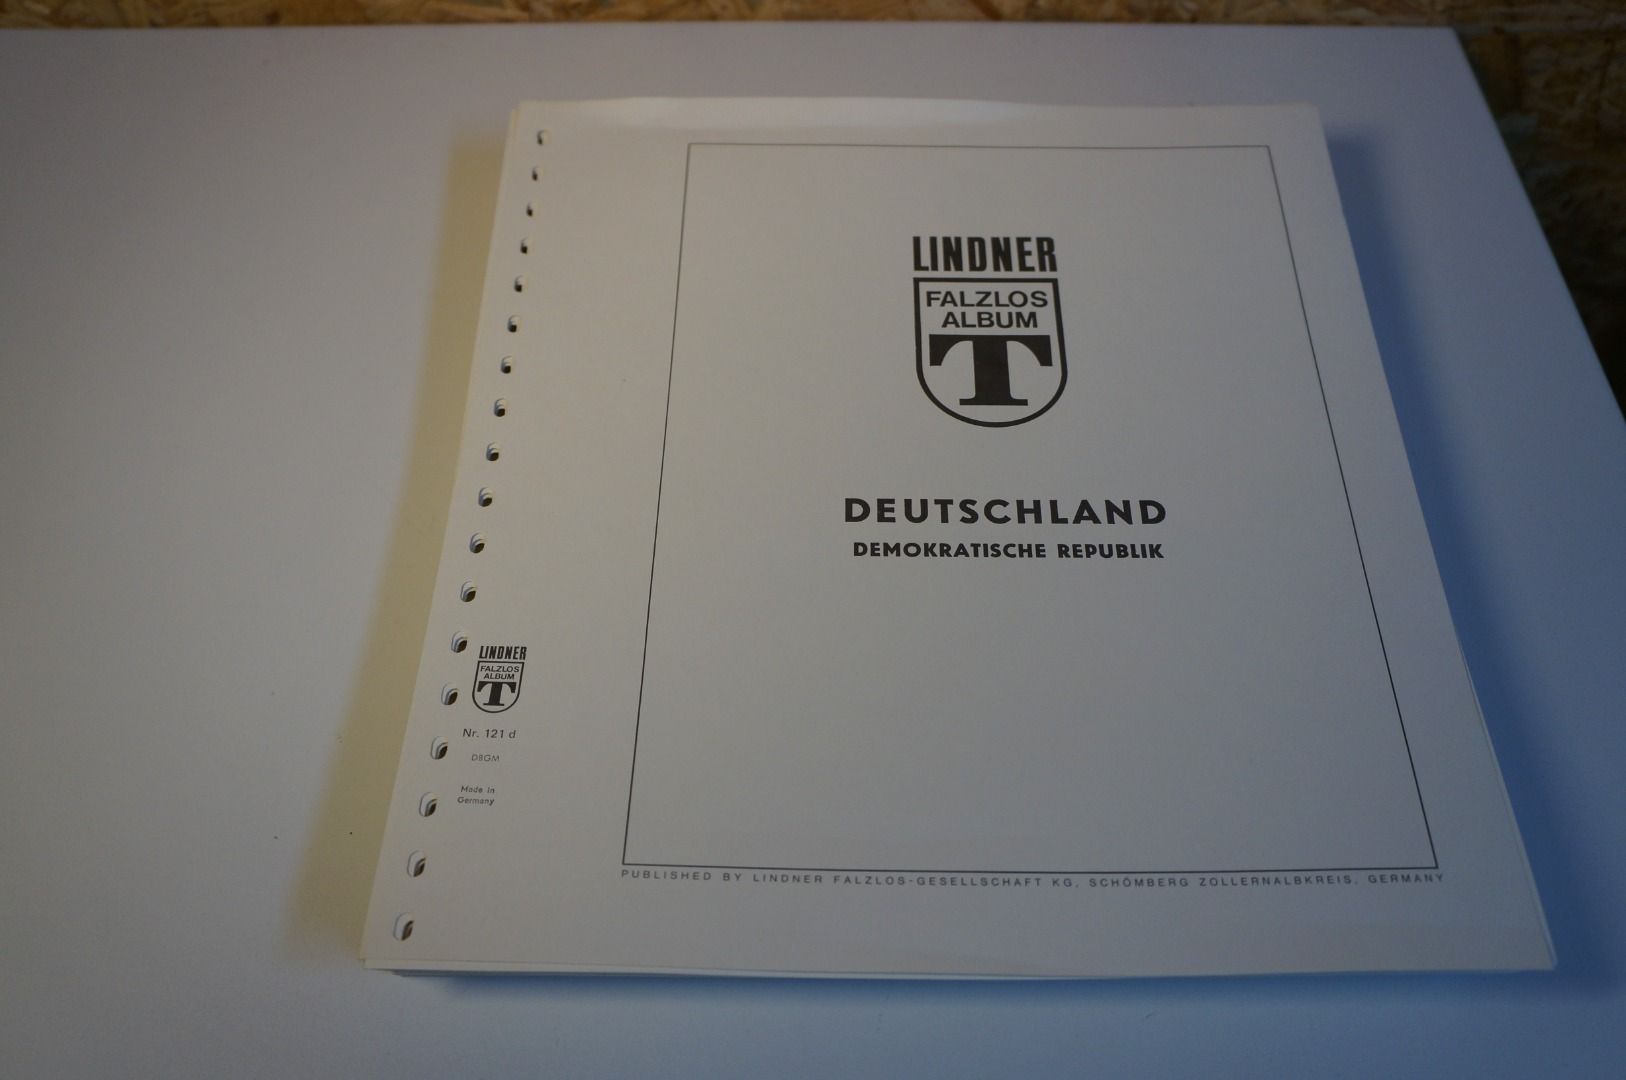 LINDNER
FALZLOS
ALBUM
T
DEUTSCHLAND
DEMOKRATISCHE REPUBLIK
LINDNER
FALZLOS
ALBUM
T
Nr. 121 d
DBGM
Made in
Germany
PUBLISHED BY LINDNER FALZLOS-GESELLSCHAFT KG, SCHÖMBERG ZOLLERNALBKREIS, GERMANY